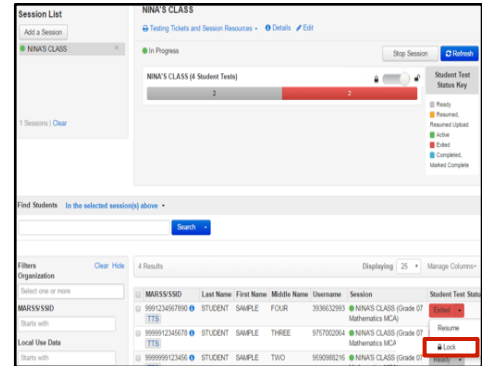 Session List
Add a Session
NINA'S CLASS ×
1 Sessions | Clear
NINA'S CLASS
Testing Tickets and Session Resources Details Edit
In Progress
Stop Session Refresh
NINA'S CLASS (4 Student Tests)
2 2
Student Test
Status Key
Ready
Resumed,
Resumed Upload
Active
Exited
Completed,
Marked Complete
Find Students In the selected session(s) above
Search
Filters Clear Hide
Organization
Select one or more
MARSS/SSID
Starts with
Local Use Data
Starts with
4 Results Displaying 25 Manage Columns
MARSS/SSID Last Name First Name Middle Name Username Session Student Test Statu
9991234567890 STUDENT SAMPLE FOUR 3936632993 NINA'S CLASS (Grade 07 Exited
TTS Mathematics MCA)
Resume
9999912345678 STUDENT SAMPLE THREE 9757002064 NINA'S CLASS (Grade 07
TTS Mathematics MCA
Lock
9999999123456 STUDENT SAMPLE TWO 9590988216 NINA'S CLASS (Grade 07 Ready
TTS Mathematics MCA)